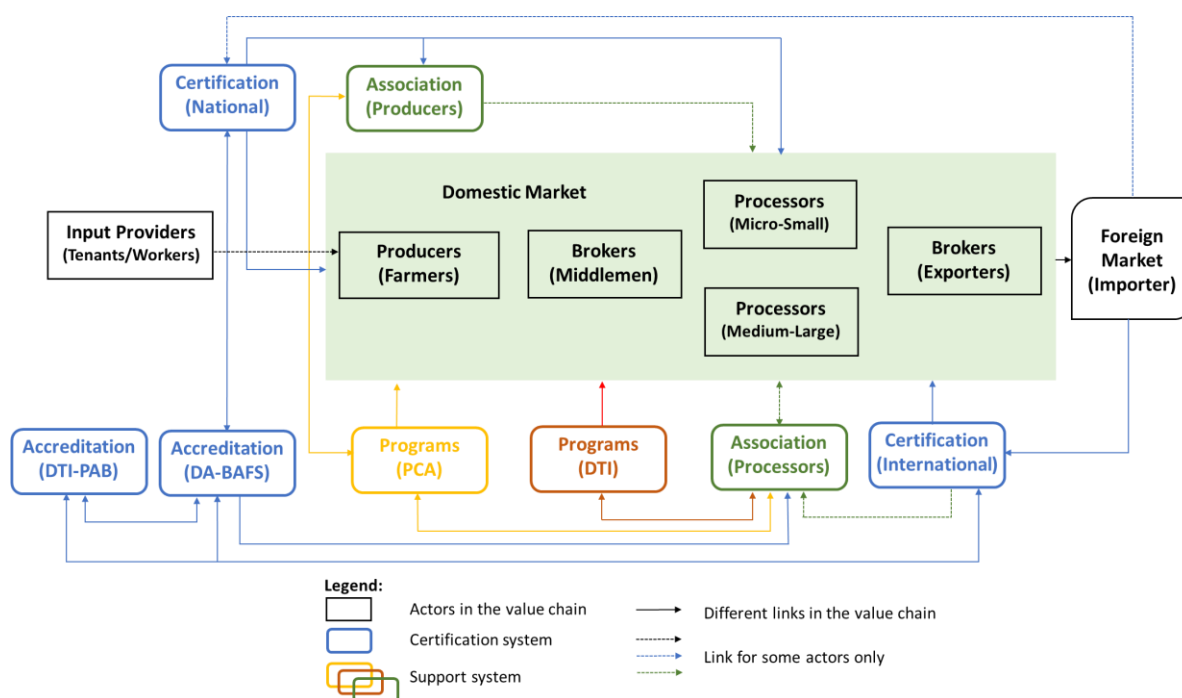 Certification
(National)
Association
(Producers)
Domestic Market
Input Providers
(Tenants/Workers)
Producers
(Farmers)
Brokers
(Middlemen)
Processors
(Micro-Small)
Processors
(Medium-Large)
Brokers
(Exporters)
Foreign
Market
(Importer)
Accreditation
(DTI-PAB)
Accreditation
(DA-BAFS)
Programs
(PCA)
Programs
(DTI)
Association
(Processors)
Certification
(International)
Legend:
Actors in the value chain
Different links in the value chain
Certification system
Link for some actors only
Support system